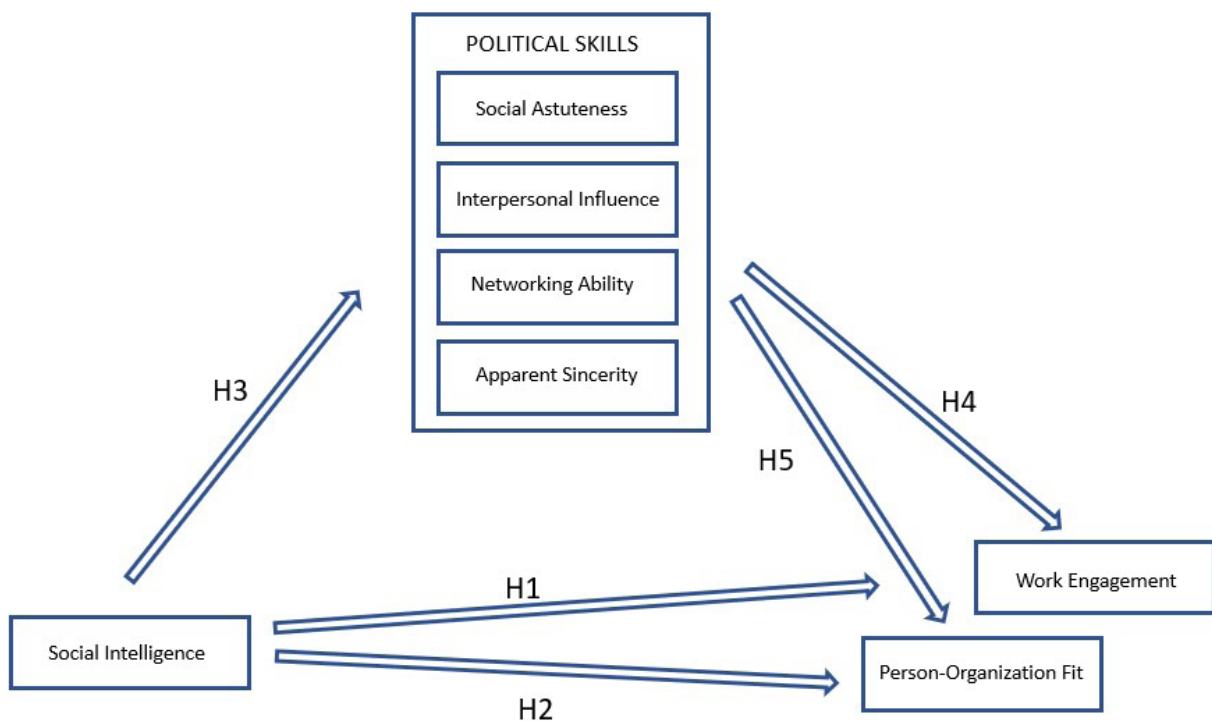 POLITICAL SKILLS
Social Astuteness
Interpersonal Influence
Networking Ability
Apparent Sincerity
H3
H4
H5
H1
Work Engagement
Social Intelligence
Person-Organization Fit
H2